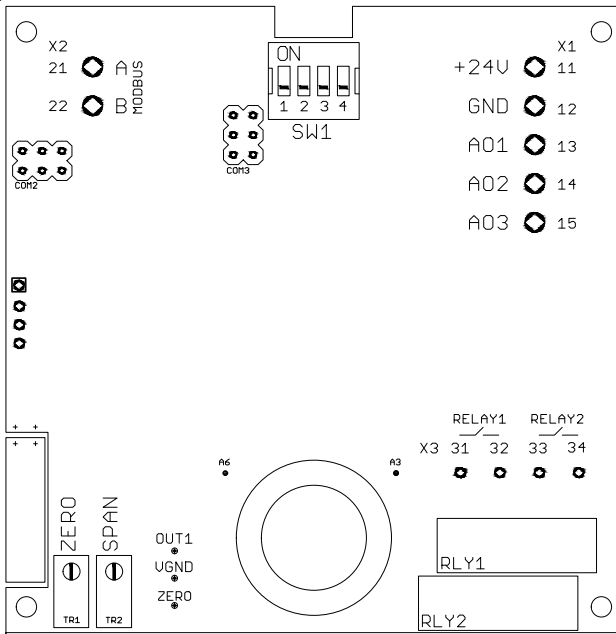 X2
21 A
22 B
MODBUS
COM2
COM3
ON
1 2 3 4
SW1
X1
+24V 11
GND 12
AO1 13
AO2 14
AO3 15
RELAY1 RELAY2
X3 31 32 33 34
A6
A3
ZERO
SPAN
TR1
TR2
OUT1
VGND
ZERO
RLY1
RLY2